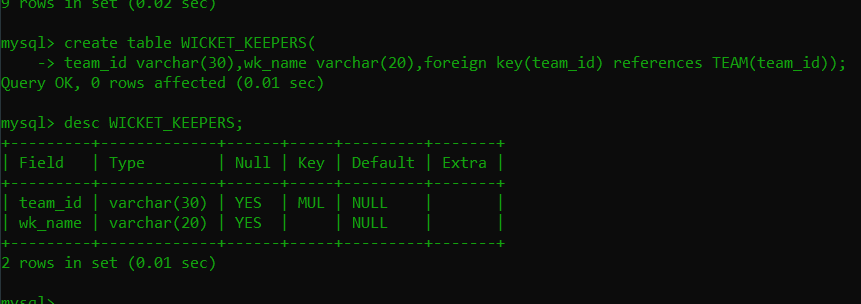 9 rows in set (0.02 sec)
mysql> create table WICKET_KEEPERS(
    -> team_id varchar(30),wk_name varchar(20),foreign key(team_id) references TEAM(team_id));
Query OK, 0 rows affected (0.01 sec)
mysql> desc WICKET_KEEPERS;
+---------+-------------+------+-----+---------+-------+
| Field   | Type        | Null | Key | Default | Extra |
+---------+-------------+------+-----+---------+-------+
| team_id | varchar(30) | YES  | MUL | NULL    |       |
| wk_name | varchar(20) | YES  |     | NULL    |       |
+---------+-------------+------+-----+---------+-------+
2 rows in set (0.01 sec)
mysql>